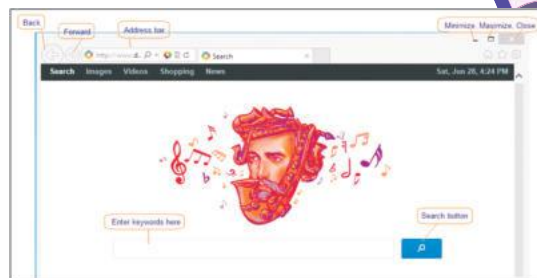 Back
Forward
Address bar
Minimize, Maximize, Close
Search
Search Images Videos Shopping News
Sat, Jun 28, 4:24 PM
Enter keywords here
Search button